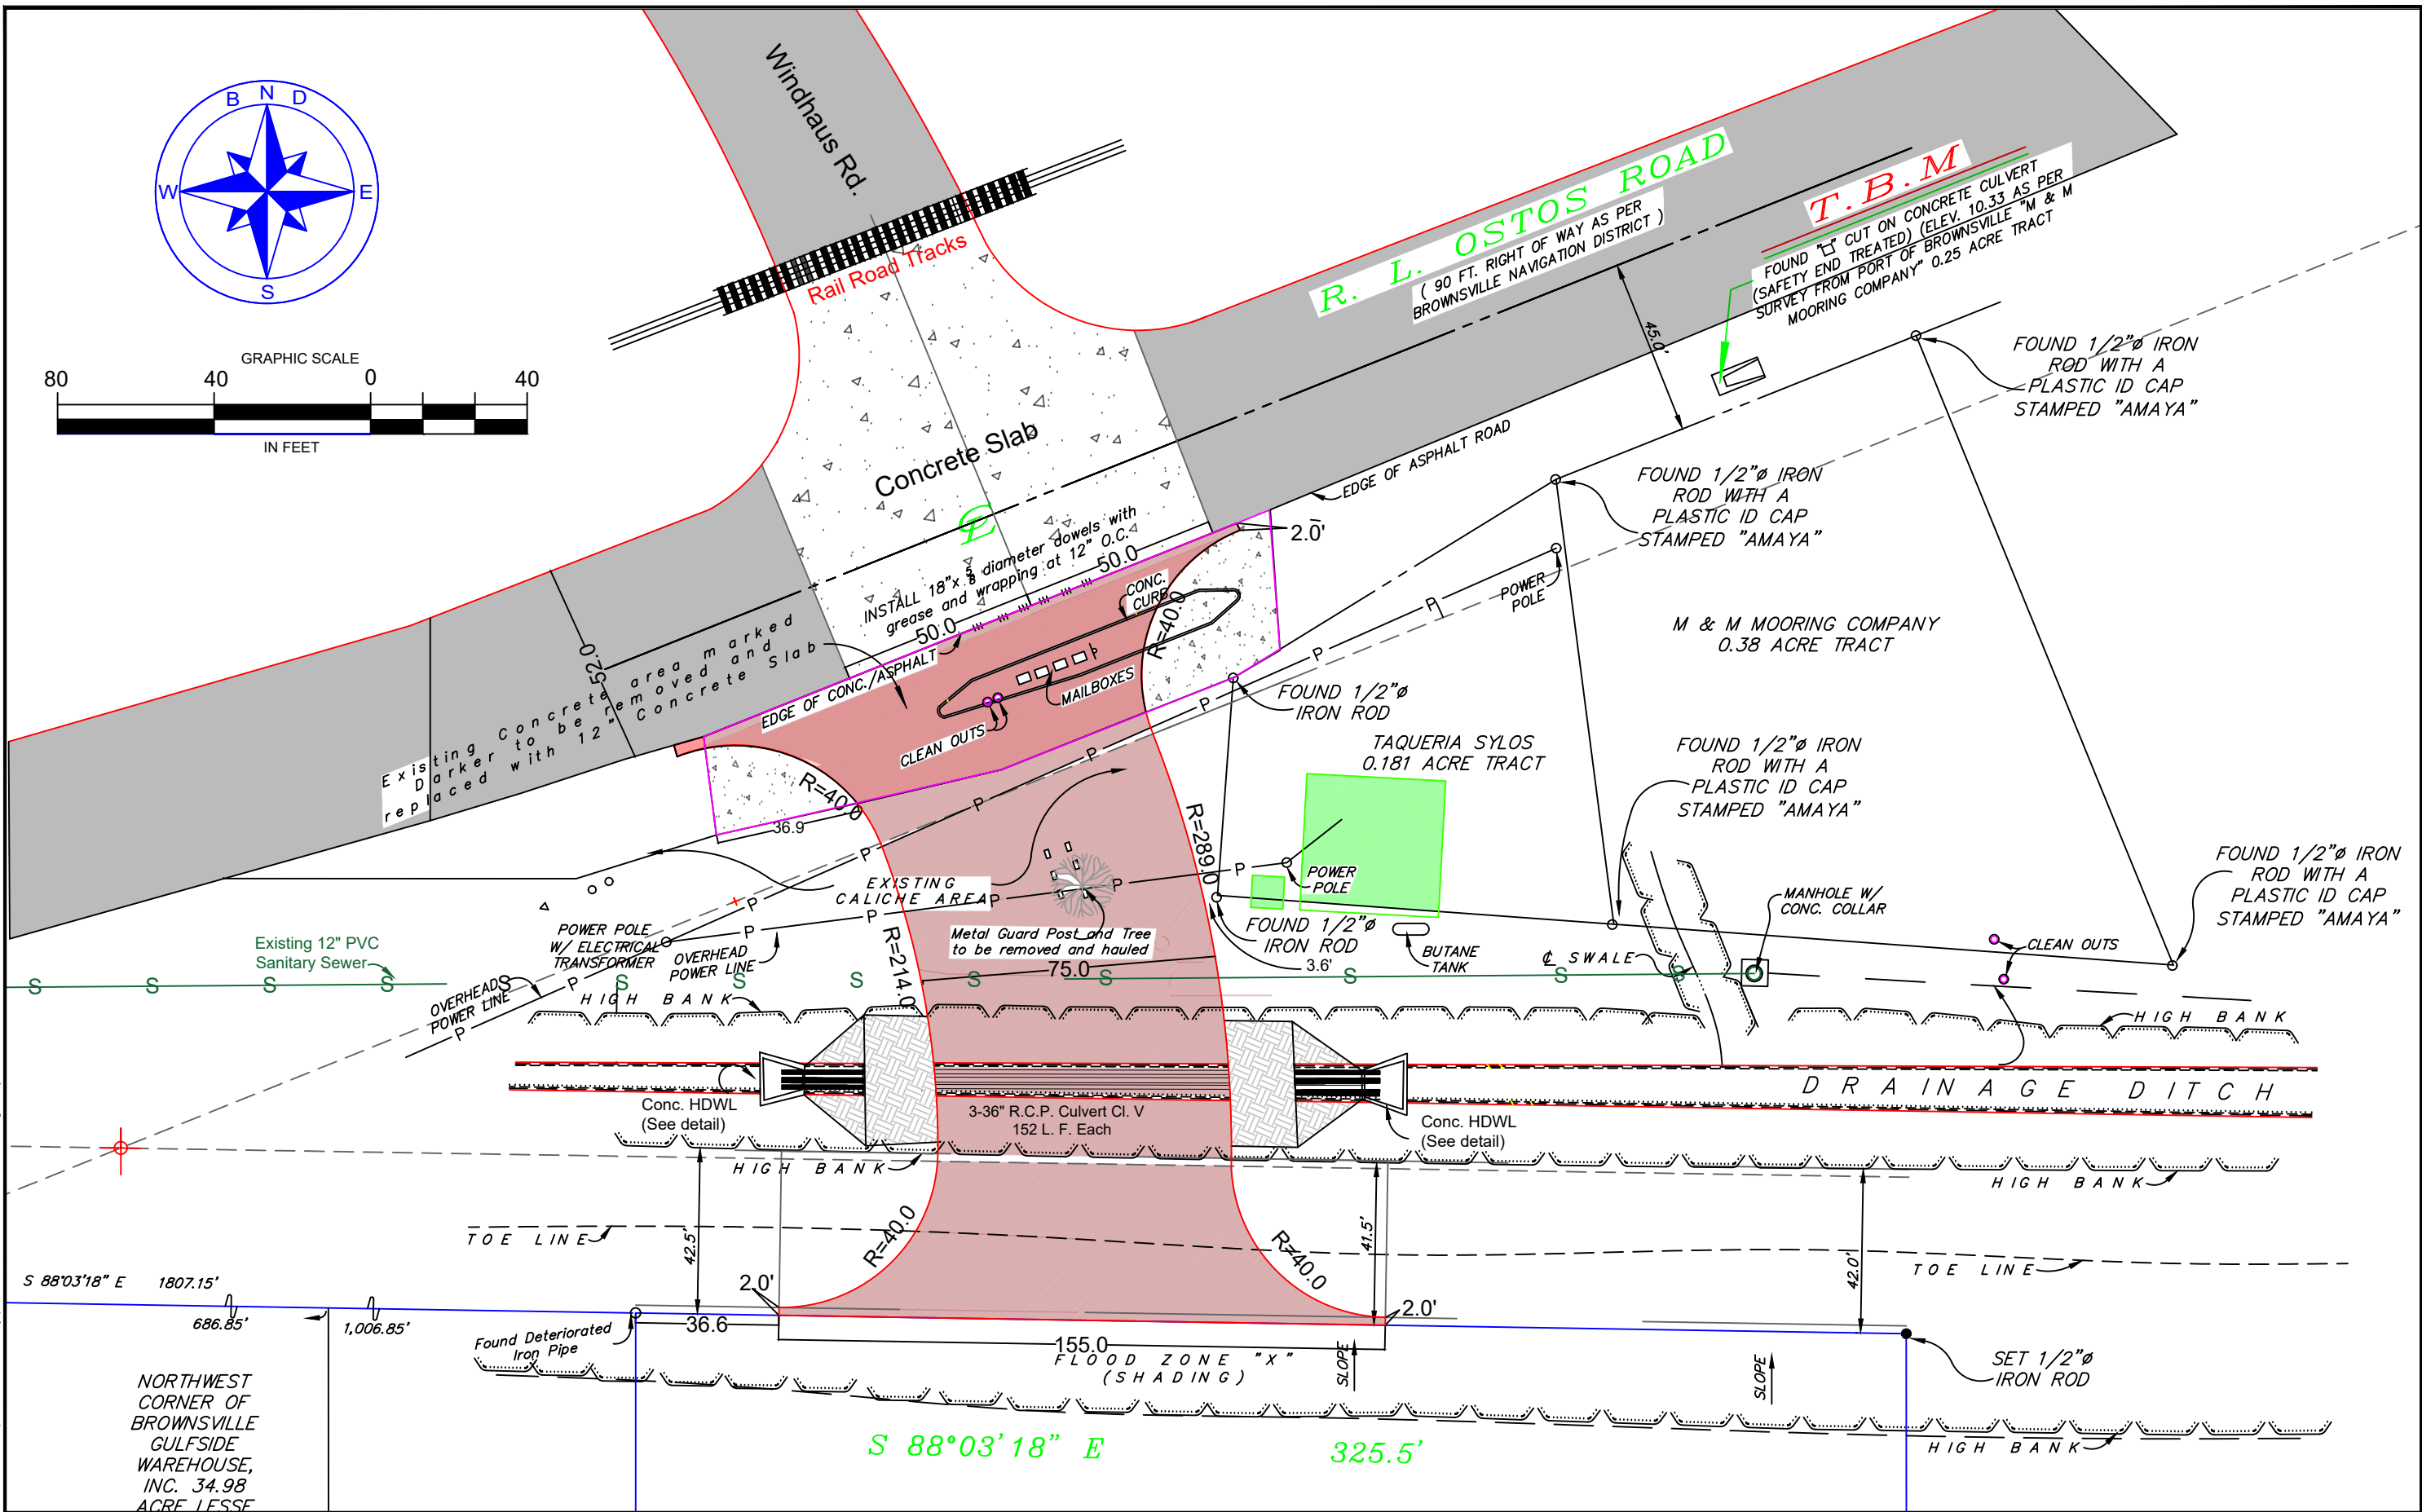 B N D
W E
S
GRAPHIC SCALE
80 40 0 40
IN FEET
Windhaus Rd.
Rail Road Tracks
R. L. OSTOS ROAD
( 90 FT. RIGHT OF WAY AS PER
BROWNSVILLE NAVIGATION DISTRICT )
T.B.M
FOUND "□" CUT ON CONCRETE CULVERT
(SAFETY END TREATED) (ELEV. 10.33 AS PER
SURVEY FROM PORT OF BROWNSVILLE "M & M
MOORING COMPANY" 0.25 ACRE TRACT
45.0'
FOUND 1/2"ø IRON
ROD WITH A
PLASTIC ID CAP
STAMPED "AMAYA"
EDGE OF ASPHALT ROAD
Concrete Slab
℄
FOUND 1/2"ø IRON
ROD WITH A
PLASTIC ID CAP
STAMPED "AMAYA"
INSTALL 18"x 5/8 diameter dowels with
grease and wrapping at 12" O.C.
50.0
50.0
2.0'
CONC.
CURB
R=40.0
POWER
POLE
P
P
P
P
P
P
P
P
M & M MOORING COMPANY
0.38 ACRE TRACT
52.0
Existing Concrete area marked
Darker to be removed and
replaced with 12" Concrete Slab
EDGE OF CONC./ASPHALT
MAILBOXES
CLEAN OUTS
FOUND 1/2"ø
IRON ROD
TAQUERIA SYLOS
0.181 ACRE TRACT
FOUND 1/2"ø IRON
ROD WITH A
PLASTIC ID CAP
STAMPED "AMAYA"
R=40.0
36.9
R=289.0
EXISTING
CALICHE AREA
P
P
P
P
P
POWER
POLE
MANHOLE W/
CONC. COLLAR
FOUND 1/2"ø IRON
ROD WITH A
PLASTIC ID CAP
STAMPED "AMAYA"
Existing 12" PVC
Sanitary Sewer
POWER POLE
W/ ELECTRICAL
TRANSFORMER
OVERHEAD
POWER LINE
R=214.0
Metal Guard Post and Tree
to be removed and hauled
75.0
FOUND 1/2"ø
IRON ROD
3.6'
BUTANE
TANK
℄ SWALE
CLEAN OUTS
S S S S S S S S S S S S S
OVERHEAD
POWER LINE
P
HIGH BANK
HIGH BANK
DRAINAGE DITCH
Conc. HDWL
(See detail)
3-36" R.C.P. Culvert Cl. V
152 L. F. Each
Conc. HDWL
(See detail)
HIGH BANK
HIGH BANK
42.5'
41.5'
42.0'
TOE LINE
R=40.0
R=40.0
TOE LINE
S 88°03'18" E 1807.15'
686.85'
1,006.85'
2.0'
2.0'
36.6
155.0
Found Deteriorated
Iron Pipe
FLOOD ZONE "X"
(SHADING)
SLOPE
SLOPE
SET 1/2"ø
IRON ROD
NORTHWEST
CORNER OF
BROWNSVILLE
GULFSIDE
WAREHOUSE,
INC. 34.98
ACRE LESSE
S 88°03'18" E 325.5'
HIGH BANK